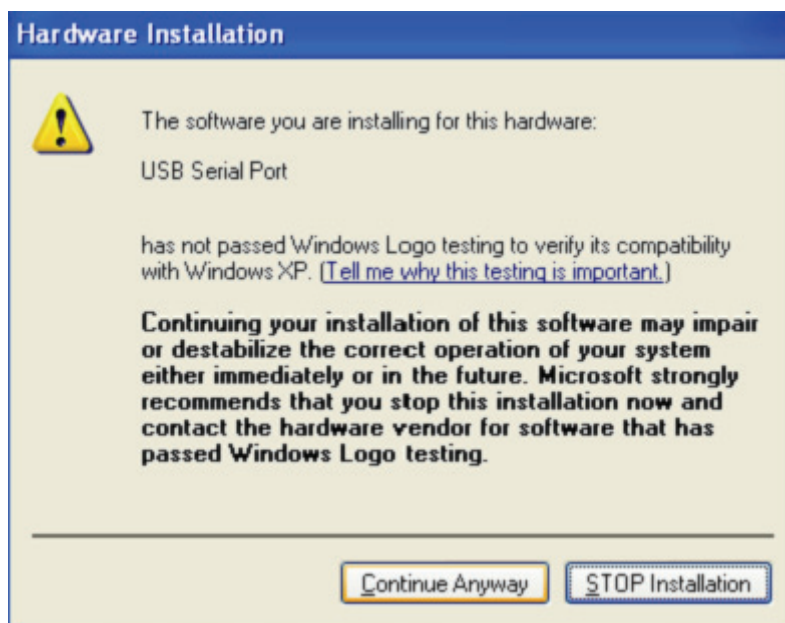 Hardware Installation
The software you are installing for this hardware:
USB Serial Port
has not passed Windows Logo testing to verify its compatibility
with Windows XP. (Tell me why this testing is important.)
Continuing your installation of this software may impair
or destabilize the correct operation of your system
either immediately or in the future. Microsoft strongly
recommends that you stop this installation now and
contact the hardware vendor for software that has
passed Windows Logo testing.
Continue Anyway
STOP Installation